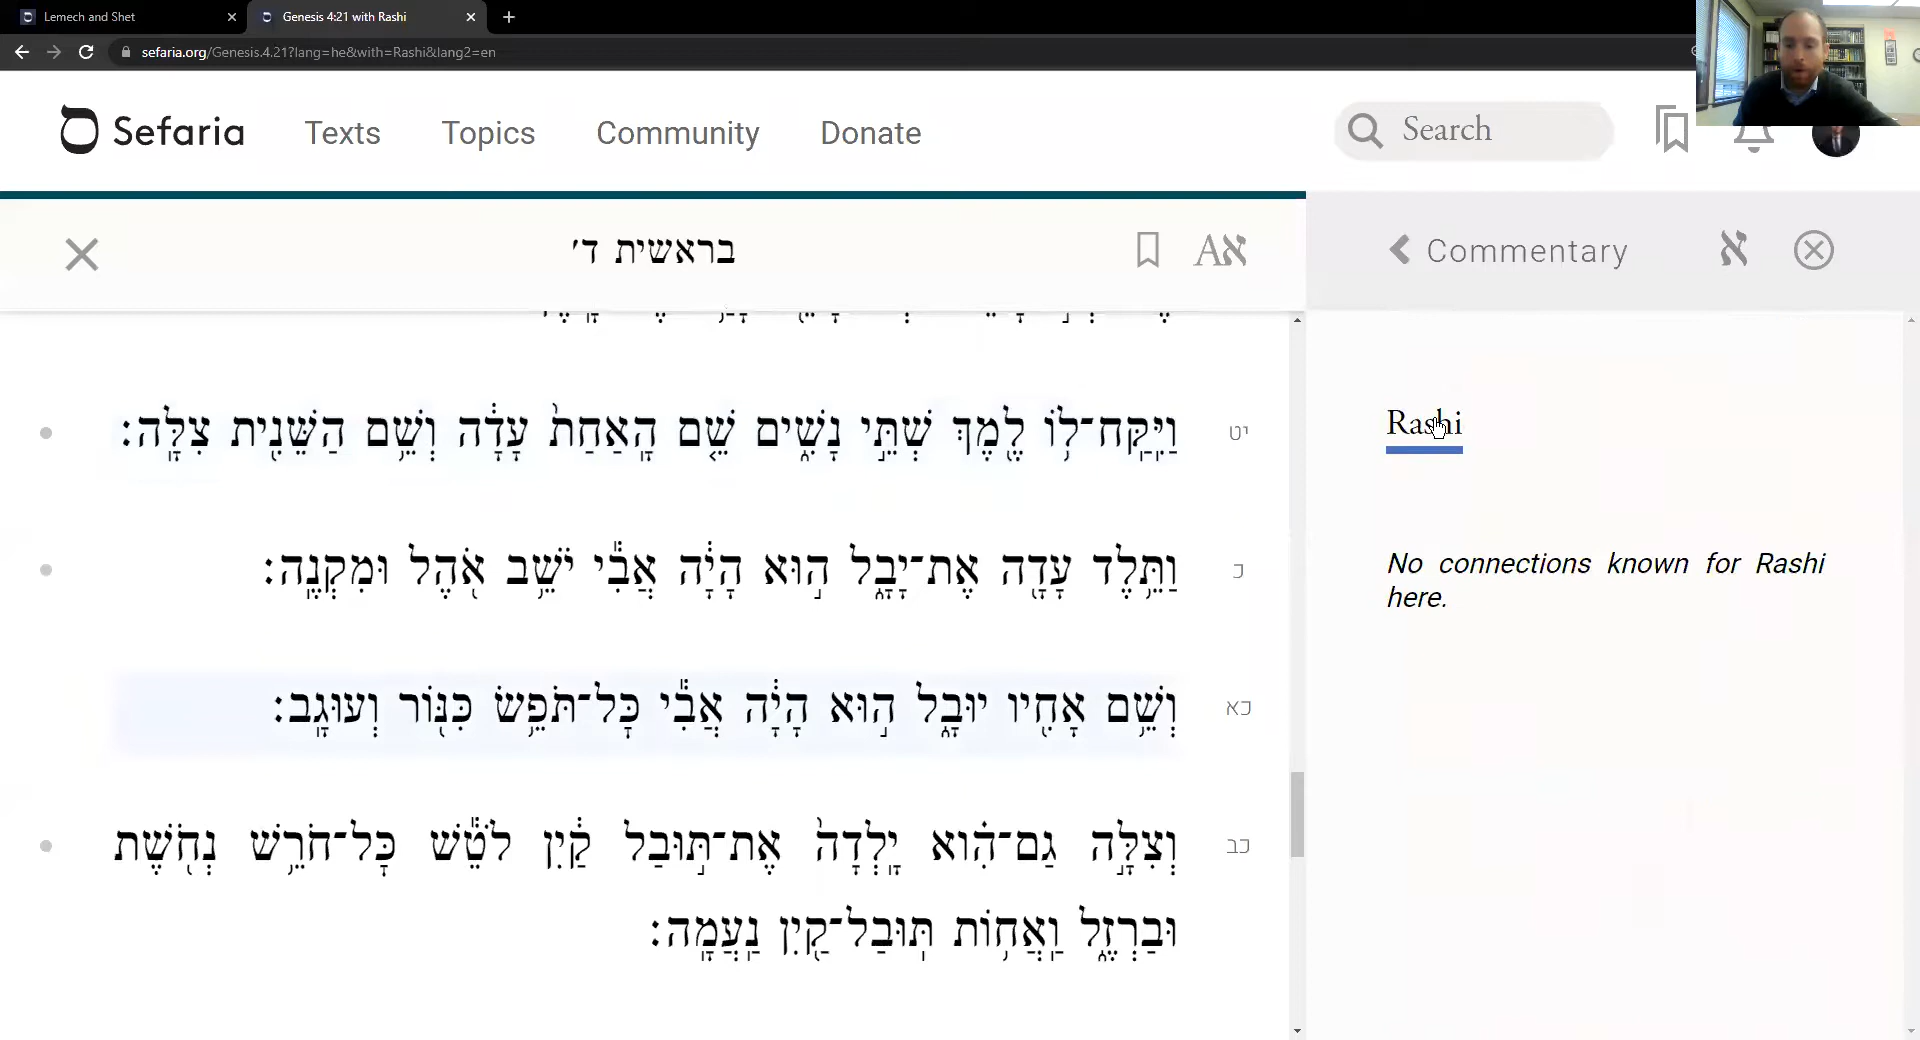 Lemech and Shet
Genesis 4:21 with Rashi
sefaria.org/Genesis.4.21?lang=he&with=Rashi&lang2=en
Sefaria
Texts
Topics
Community
Donate
Search
בראשית ד׳
Aא
Commentary
א
וַיִּֽקַּֽח־ל֥וֹ לֶ֖מֶךְ שְׁתֵּ֣י נָשִׁ֑ים שֵׁ֤ם הָֽאַחַת֙ עָדָ֔ה וְשֵׁ֥ם הַשֵּׁנִ֖ית צִלָּֽה׃
יט
וַתֵּ֥לֶד עָדָ֖ה אֶת־יָבָ֑ל ה֣וּא הָיָ֔ה אֲבִ֕י יֹשֵׁ֥ב אֹ֖הֶל וּמִקְנֶֽה׃
כ
וְשֵׁ֥ם אָחִ֖יו יוּבָ֑ל ה֣וּא הָיָ֔ה אֲבִ֕י כׇּל־תֹּפֵ֥שׂ כִּנּ֖וֹר וְעוּגָֽב׃
כא
וְצִלָּ֣ה גַם־הִ֗וא יָֽלְדָה֙ אֶת־תּ֣וּבַל קַ֔יִן לֹטֵ֕שׁ כׇּל־חֹרֵ֥שׁ נְחֹ֖שֶׁת
וּבַרְזֶ֑ל וַֽאֲח֥וֹת תּֽוּבַל־קַ֖יִן נַֽעֲמָֽה׃
כב
Rashi
No connections known for Rashi
here.